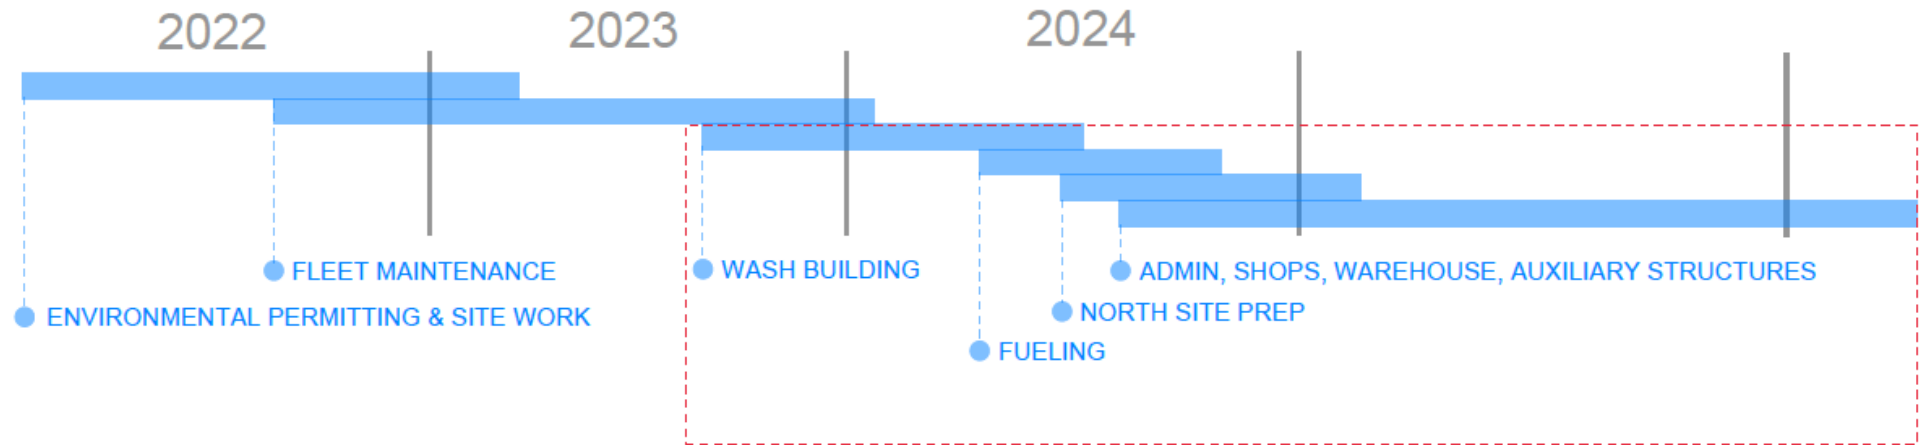 2022 2023 2024
FLEET MAINTENANCE
WASH BUILDING
ADMIN, SHOPS, WAREHOUSE, AUXILIARY STRUCTURES
ENVIRONMENTAL PERMITTING & SITE WORK
NORTH SITE PREP
FUELING